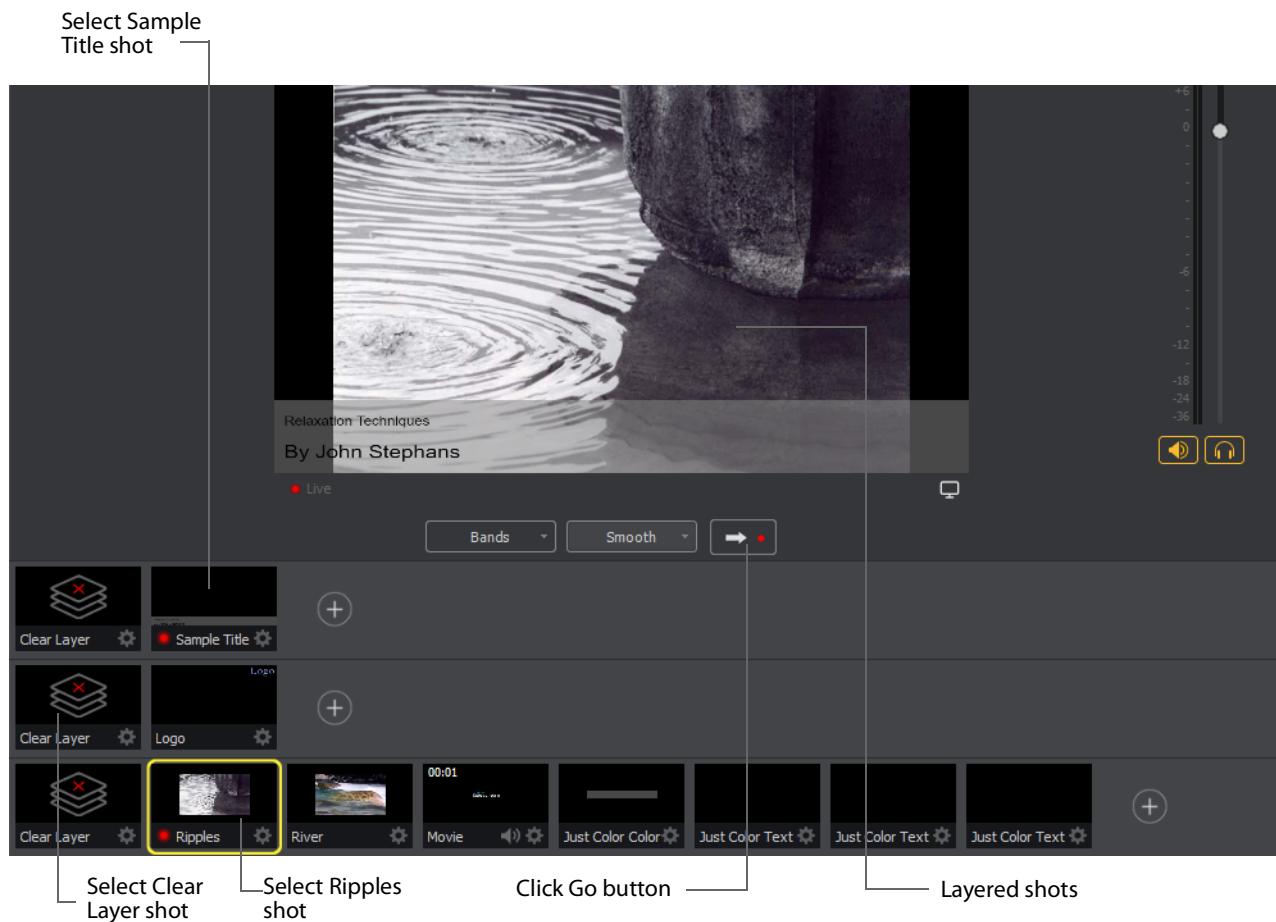 Select Sample
Title shot
+6
-
0
-
-
-
-
-
-
-
-6
-
-
-
-12
-
-18
-24
-36
Relaxation Techniques
By John Stephans
Live
Bands
Smooth
Clear Layer
Sample Title
Logo
Clear Layer
Logo
00:01
Clear Layer
Ripples
River
Movie
Just Color Color
Just Color Text
Just Color Text
Just Color Text
Select Clear
Layer shot
Select Ripples
shot
Click Go button
Layered shots